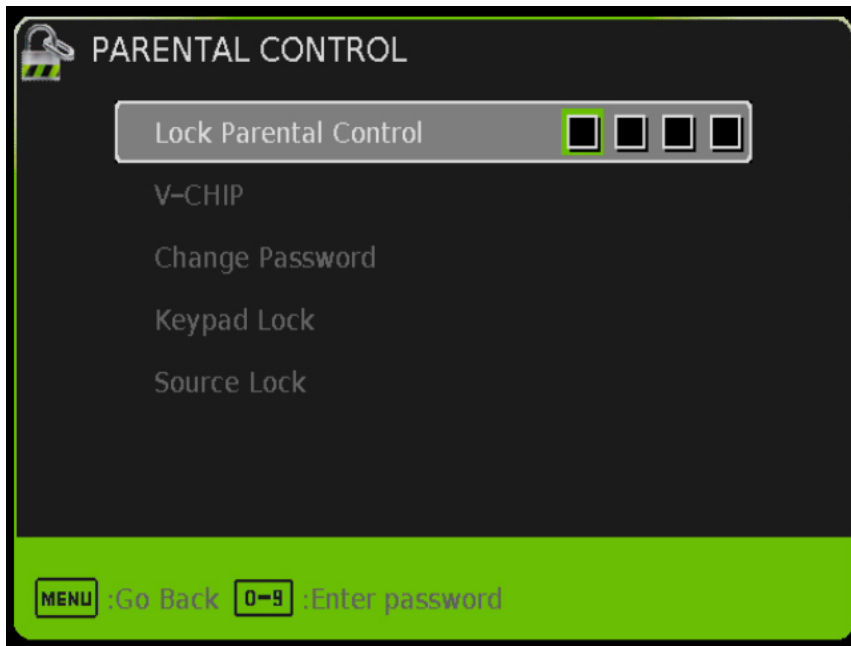 PARENTAL CONTROL
Lock Parental Control
V-CHIP
Change Password
Keypad Lock
Source Lock
MENU :Go Back 0-9 :Enter password